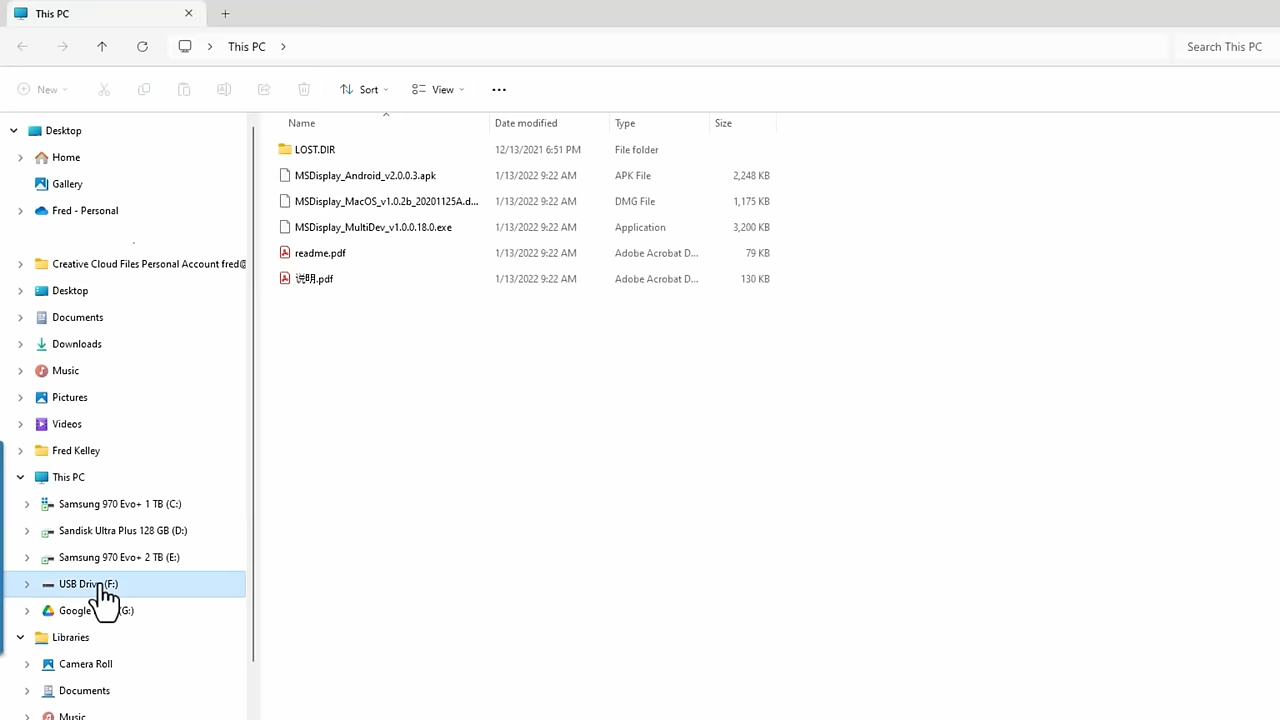 This PC
This PC
Search This PC
New
Sort
View
Name
Date modified
Type
Size
LOST.DIR 12/13/2021 6:51 PM File folder
MSDisplay_Android_v2.0.0.3.apk 1/13/2022 9:22 AM APK File 2,248 KB
MSDisplay_MacOS_v1.0.2b_20201125A.d... 1/13/2022 9:22 AM DMG File 1,175 KB
MSDisplay_MultiDev_v1.0.0.18.0.exe 1/13/2022 9:22 AM Application 3,200 KB
readme.pdf 1/13/2022 9:22 AM Adobe Acrobat D... 79 KB
说明.pdf 1/13/2022 9:22 AM Adobe Acrobat D... 130 KB
Desktop
Home
Gallery
Fred - Personal
Creative Cloud Files Personal Account fred@
Desktop
Documents
Downloads
Music
Pictures
Videos
Fred Kelley
This PC
Samsung 970 Evo+ 1 TB (C:)
Sandisk Ultra Plus 128 GB (D:)
Samsung 970 Evo+ 2 TB (E:)
USB Driv (F:)
Google (G:)
Libraries
Camera Roll
Documents
Music